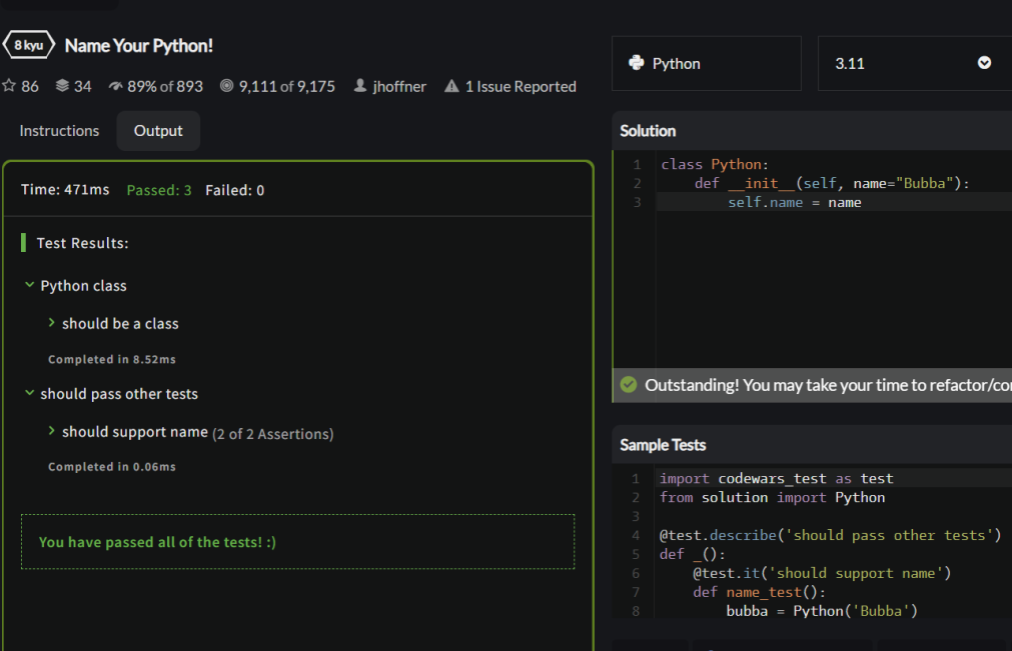 8 kyu Name Your Python!
86 34 89% of 893 9,111 of 9,175 jhoffner 1 Issue Reported
Instructions Output
Time: 471ms Passed: 3 Failed: 0
Test Results:
Python class
should be a class
Completed in 8.52ms
should pass other tests
should support name (2 of 2 Assertions)
Completed in 0.06ms
You have passed all of the tests! :)
Python 3.11
Solution
1 class Python:
2     def __init__(self, name="Bubba"):
3         self.name = name
Outstanding! You may take your time to refactor/co
Sample Tests
1 import codewars_test as test
2 from solution import Python
3
4 @test.describe('should pass other tests')
5 def _():
6     @test.it('should support name')
7     def name_test():
8         bubba = Python('Bubba')